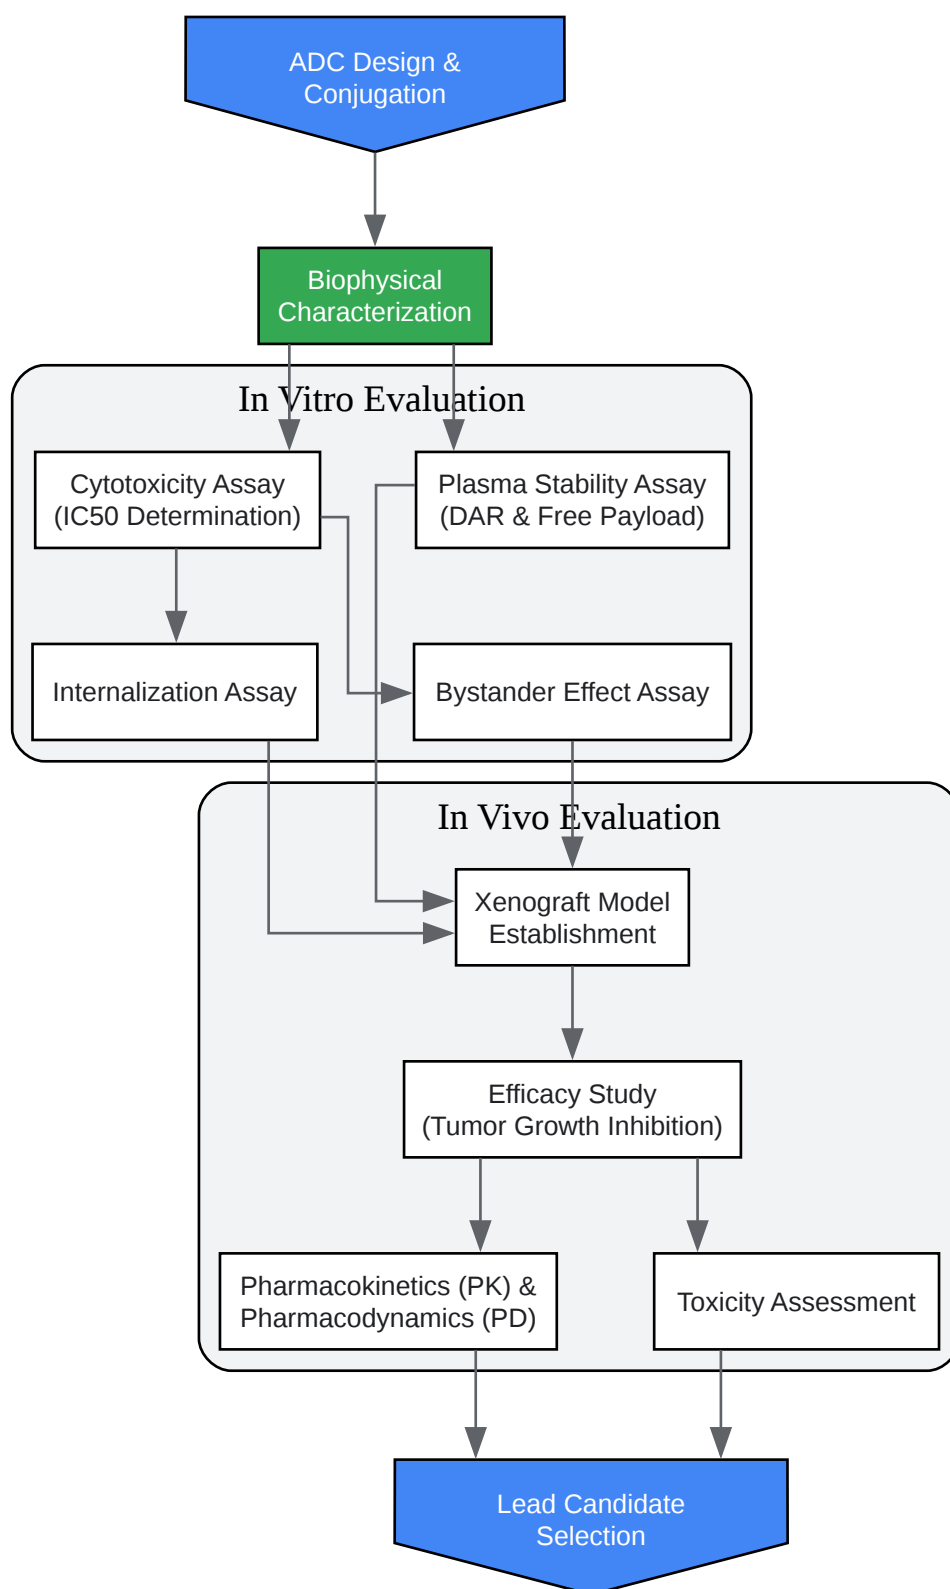 ADC Design &
Conjugation
Biophysical
Characterization
In Vitro Evaluation
Cytotoxicity Assay
(IC50 Determination)
Plasma Stability Assay
(DAR & Free Payload)
Internalization Assay
Bystander Effect Assay
In Vivo Evaluation
Xenograft Model
Establishment
Efficacy Study
(Tumor Growth Inhibition)
Pharmacokinetics (PK) &
Pharmacodynamics (PD)
Toxicity Assessment
Lead Candidate
Selection